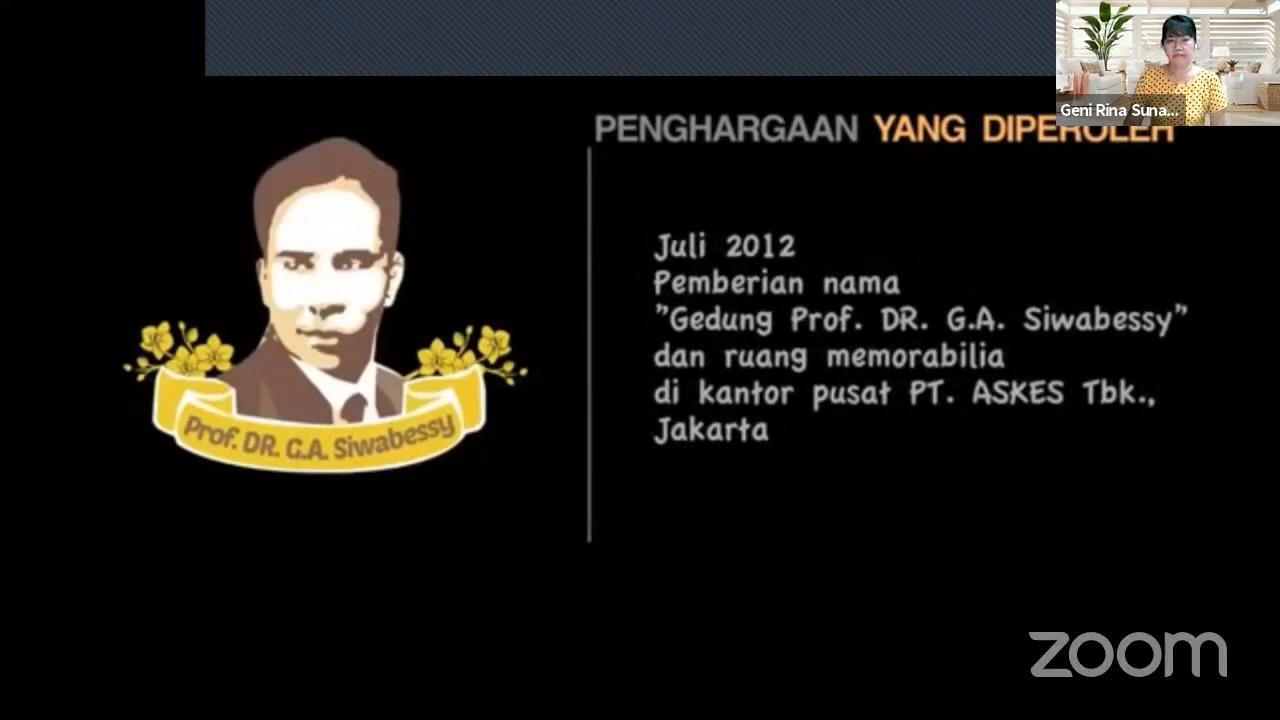 Geni Rina Suna...
PENGHARGAAN YANG DIPEROLEH
Juli 2012
Pemberian nama
"Gedung Prof. DR. G.A. Siwabessy"
dan ruang memorabilia
di kantor pusat PT. ASKES Tbk.,
Jakarta
Prof. DR. G.A. Siwabessy
zoom